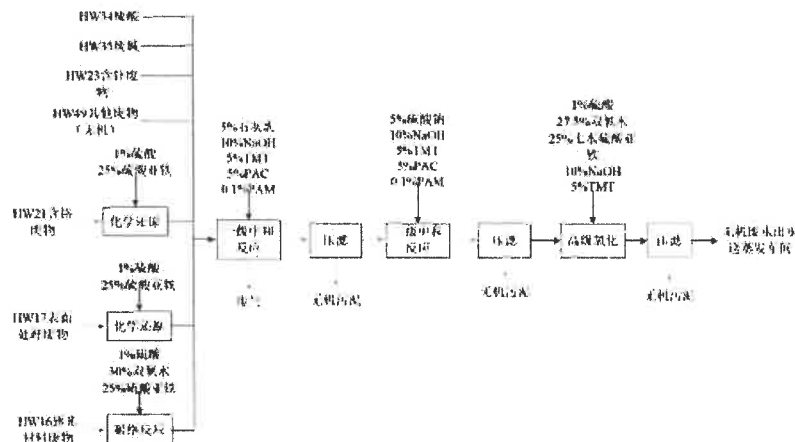 HW34废酸
HW35废碱
HW23含锌废
物
HW49其他废物
(无机)
1%硫酸
25%硫酸亚铁
HW21含铬
废物
化学还原
1%硫酸
25%硫酸亚铁
HW17表面
处理废物
化学还原
1%硫酸
30%双氧水
25%硫酸亚铁
HW16感光
材料废物
5%石灰乳
10%NaOH
5%TMT
5%PAC
0.1%PAM
一级中和
反应
废气
压滤
无机污泥
5%硫酸钠
10%NaOH
5%TMT
5%PAC
0.1%PAM
反应
压滤
无机污泥
1%硫酸
27.5%双氧水
25%七水硫酸亚
铁
10%NaOH
5%TMT
高级氧化
压滤
无机污泥
无机废水出水
送蒸发车间